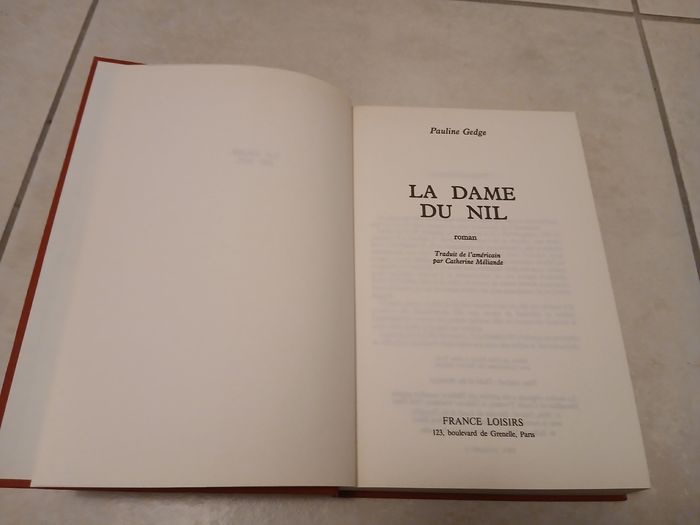 Pauline Gedge
LA DAME
DU NIL
roman
Traduit de l'américain
par Catherine Méliande
FRANCE LOISIRS
123, boulevard de Grenelle, Paris